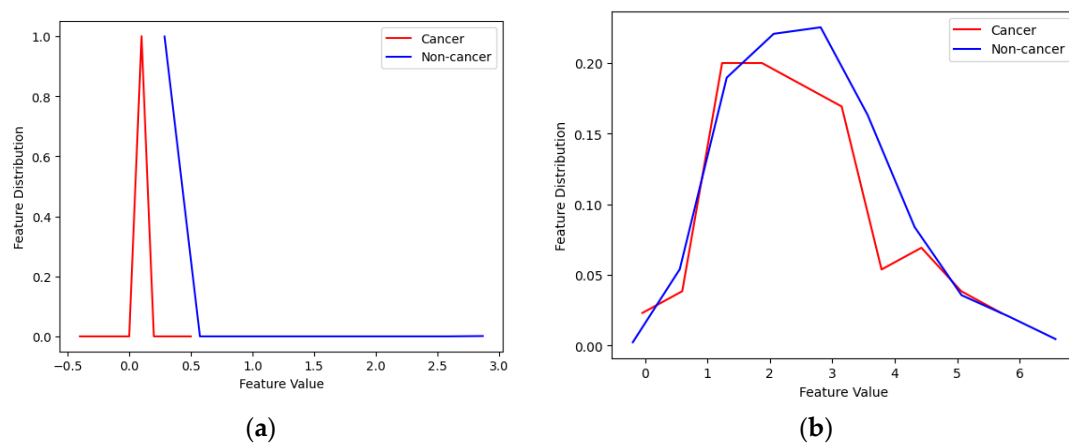 1.0
0.8
0.6
0.4
0.2
0.0
Feature Distribution
Cancer
Non-cancer
−0.5 0.0 0.5 1.0 1.5 2.0 2.5 3.0
Feature Value
(a)
0.20
0.15
0.10
0.05
0.00
Feature Distribution
Cancer
Non-cancer
0 1 2 3 4 5 6
Feature Value
(b)